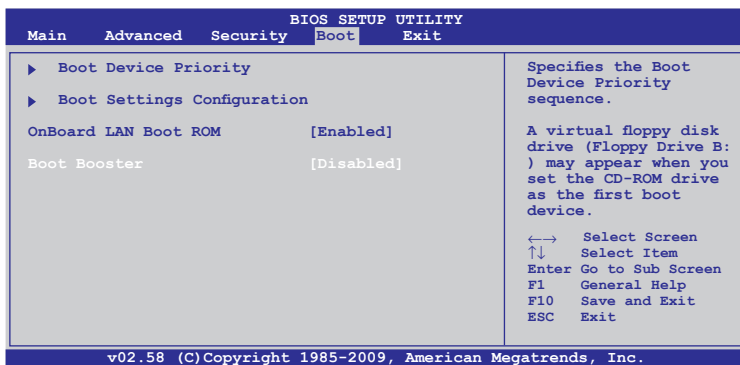 BIOS SETUP UTILITY
Main Advanced Security Boot Exit
▶ Boot Device Priority
▶ Boot Settings Configuration
OnBoard LAN Boot ROM [Enabled]
Boot Booster [Disabled]
Specifies the Boot
Device Priority
sequence.
A virtual floppy disk
drive (Floppy Drive B:
) may appear when you
set the CD-ROM drive
as the first boot
device.
←→ Select Screen
↑↓ Select Item
Enter Go to Sub Screen
F1 General Help
F10 Save and Exit
ESC Exit
v02.58 (C)Copyright 1985-2009, American Megatrends, Inc.